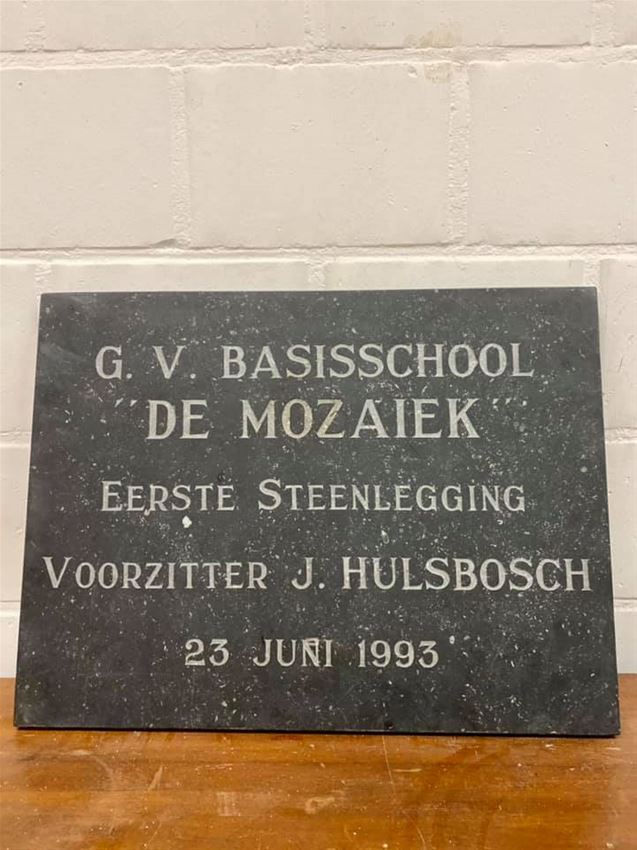 G. V. BASISSCHOOL
"DE MOZAIEK"
EERSTE STEENLEGGING
VOORZITTER J. HULSBOSCH
23 JUNI 1993